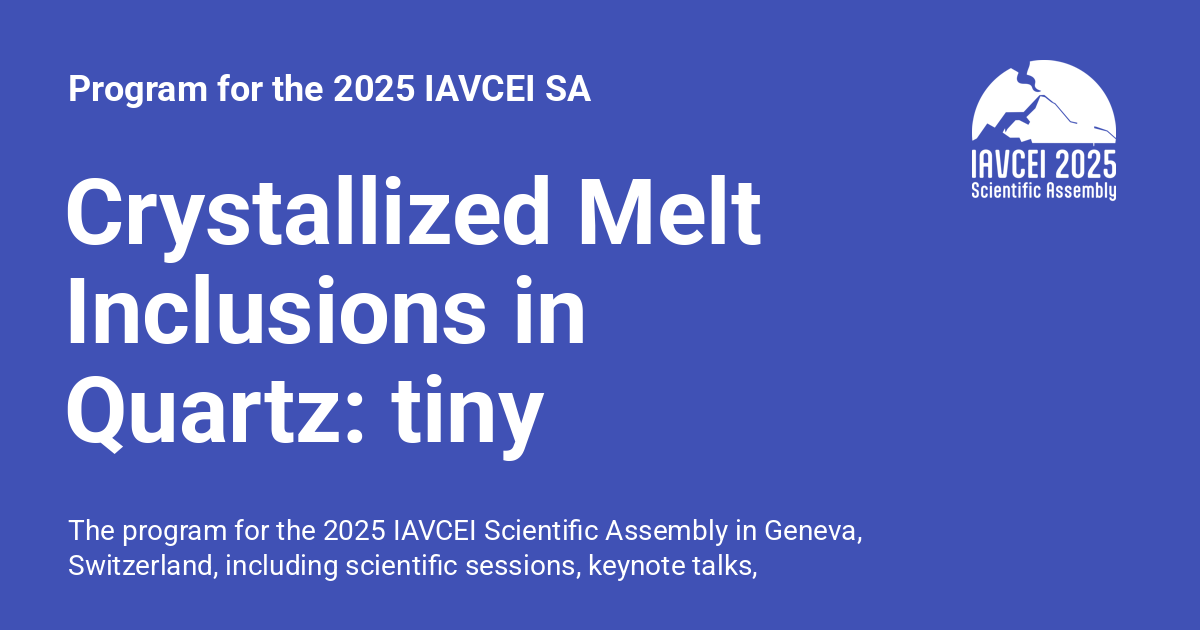 Program for the 2025 IAVCEI SA
IAVCEI 2025
Scientific Assembly
Crystallized Melt
Inclusions in
Quartz: tiny
The program for the 2025 IAVCEI Scientific Assembly in Geneva,
Switzerland, including scientific sessions, keynote talks,